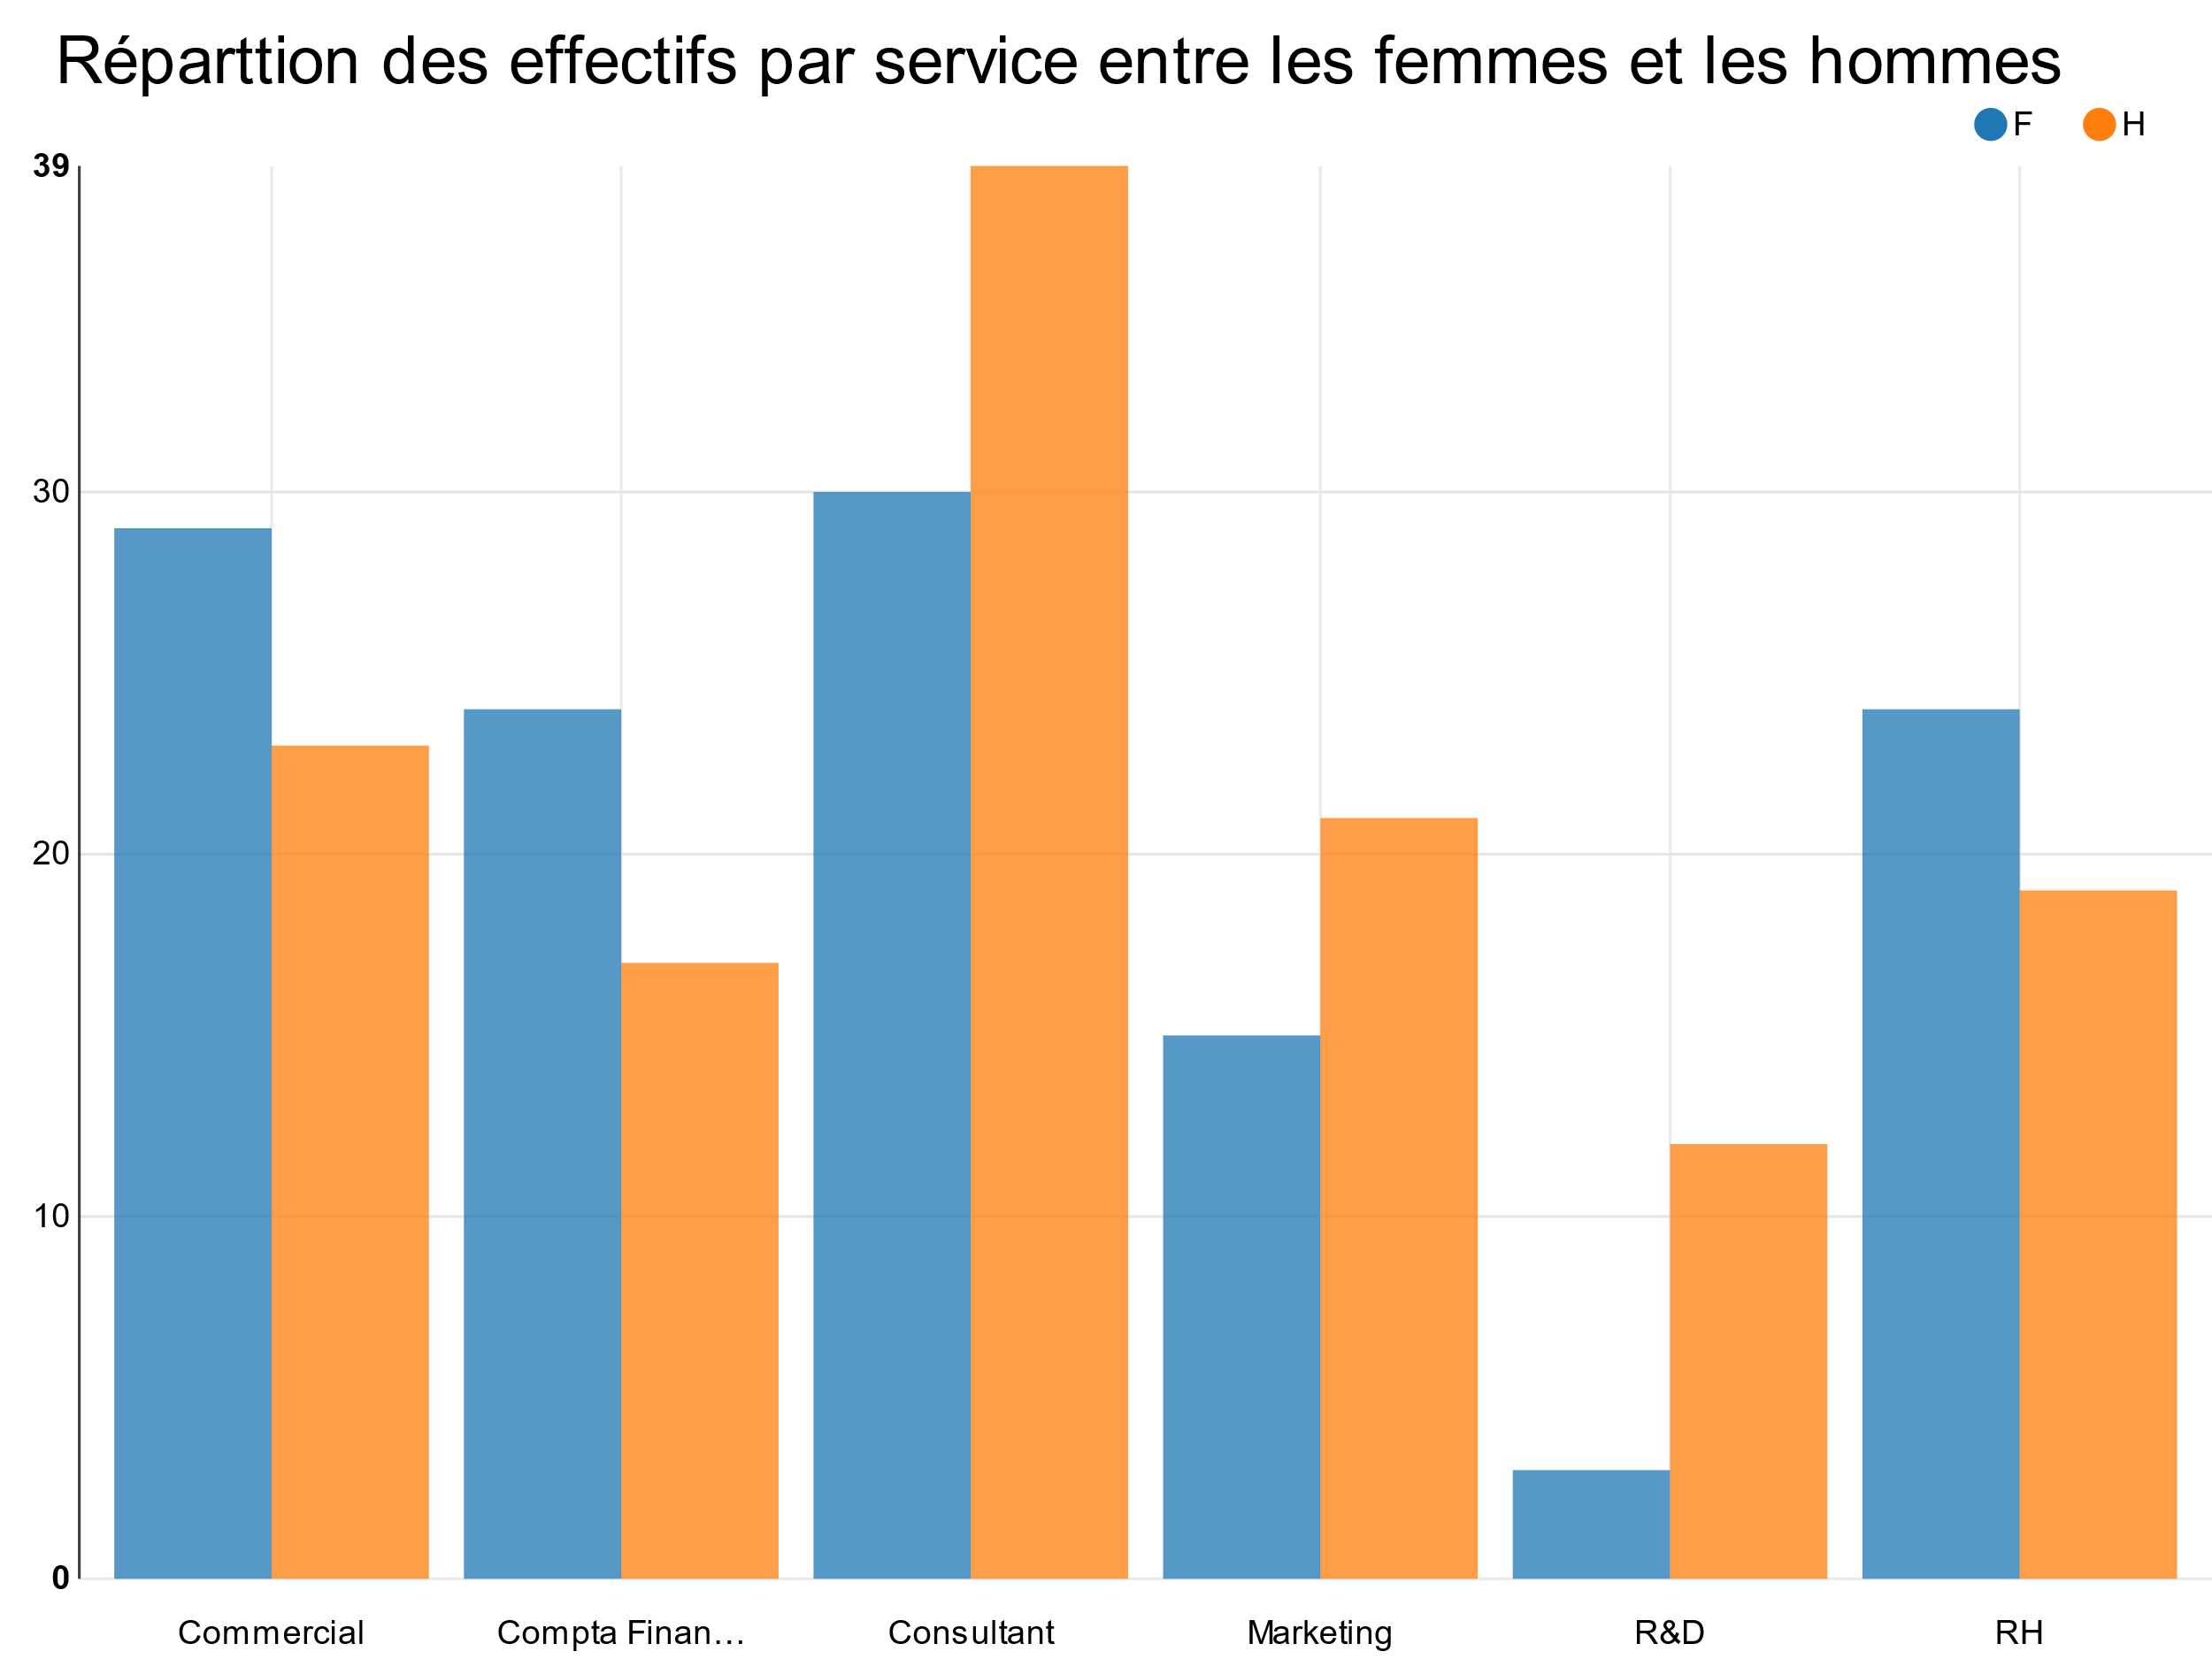 Réparttion des effectifs par service entre les femmes et les hommes
F H
39
30
20
10
0
Commercial Compta Finan… Consultant Marketing R&D RH